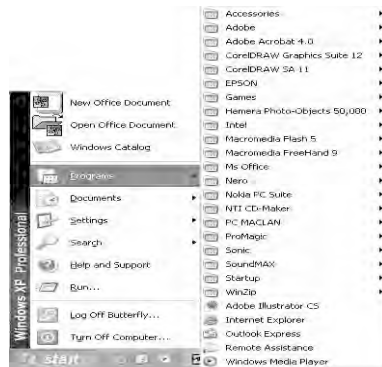 New Office Document
Open Office Document
Windows Catalog
Programs
Documents
Settings
Search
Help and Support
Run...
Log Off Butterfly...
Turn Off Computer...
Windows XP Professional
start
Accessories
Adobe
Adobe Acrobat 4.0
CorelDRAW Graphics Suite 12
CorelDRAW SA 11
EPSON
Games
Hemera Photo-Objects 50,000
Intel
Macromedia Flash 5
Macromedia FreeHand 9
Ms Office
Nero
Nokia PC Suite
NTI CD-Maker
PC MACLAN
ProMagic
Sonic
SoundMAX
Startup
WinZip
Adobe Illustrator CS
Internet Explorer
Outlook Express
Remote Assistance
Windows Media Player